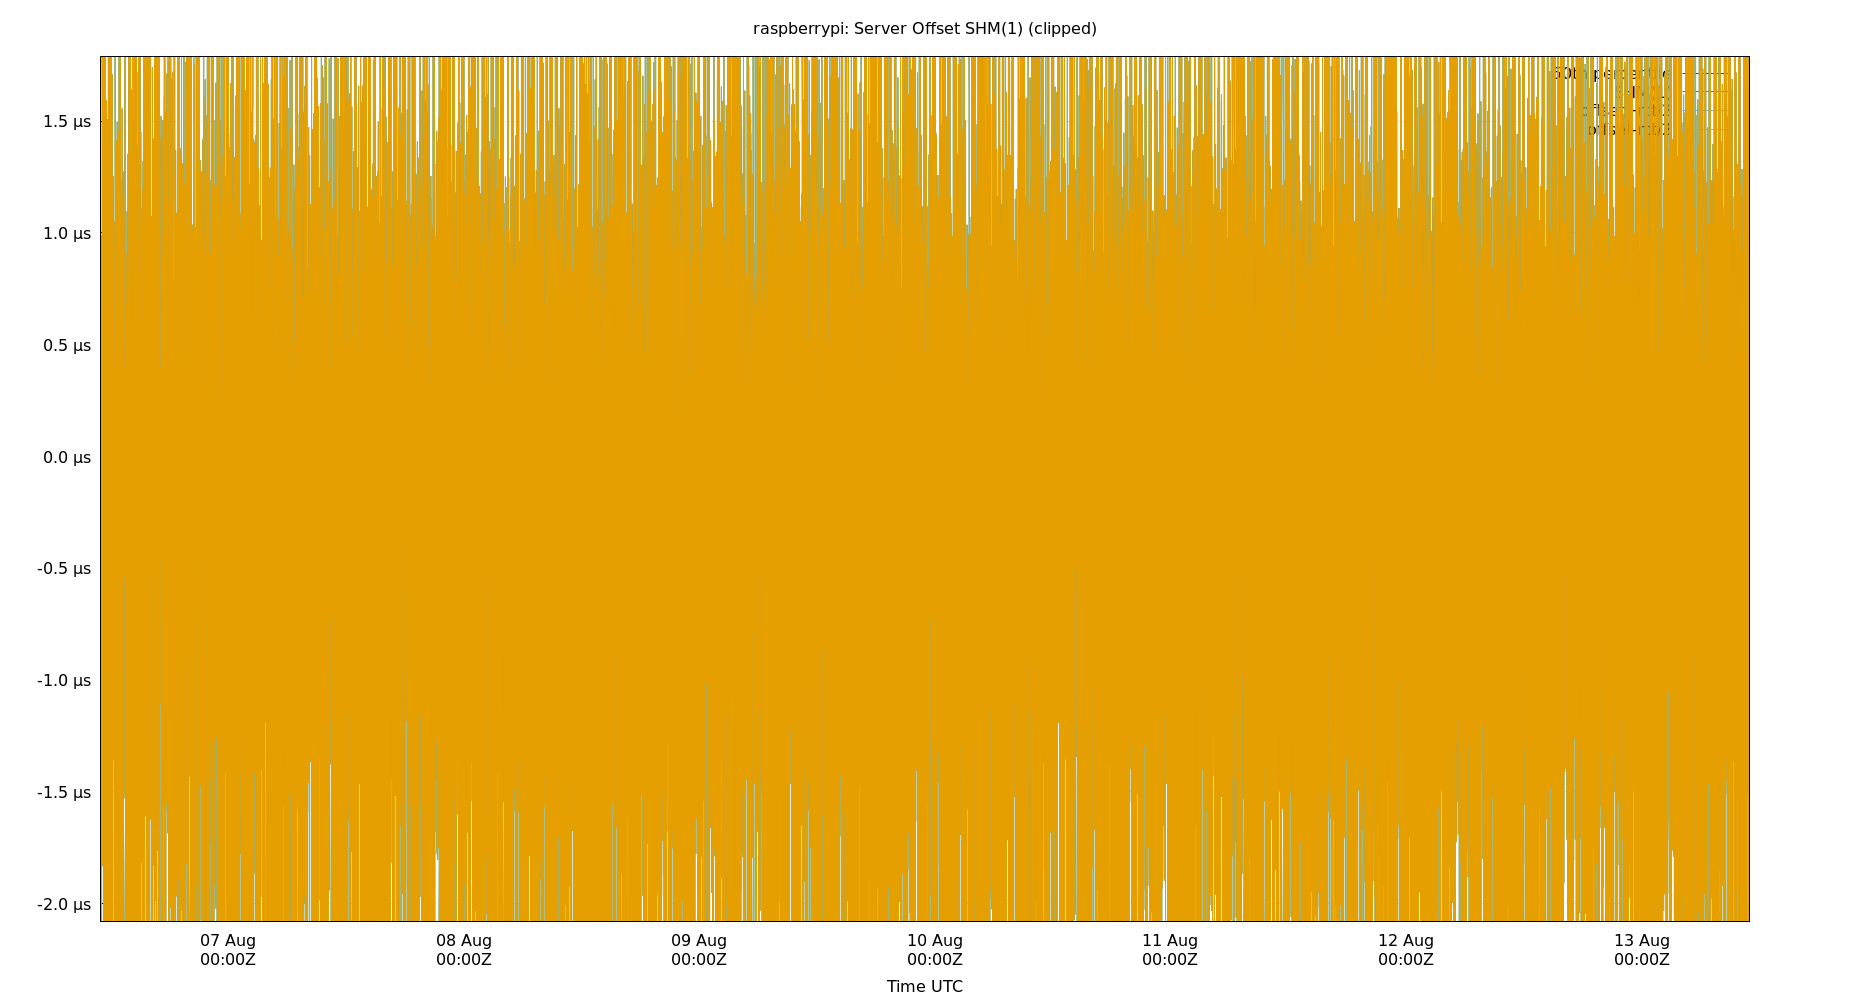 raspberrypi: Server Offset SHM(1) (clipped)
1.5 µs
1.0 µs
0.5 µs
0.0 µs
-0.5 µs
-1.0 µs
-1.5 µs
-2.0 µs
07 Aug 08 Aug 09 Aug 10 Aug 11 Aug 12 Aug 13 Aug
00:00Z 00:00Z 00:00Z 00:00Z 00:00Z 00:00Z 00:00Z
Time UTC